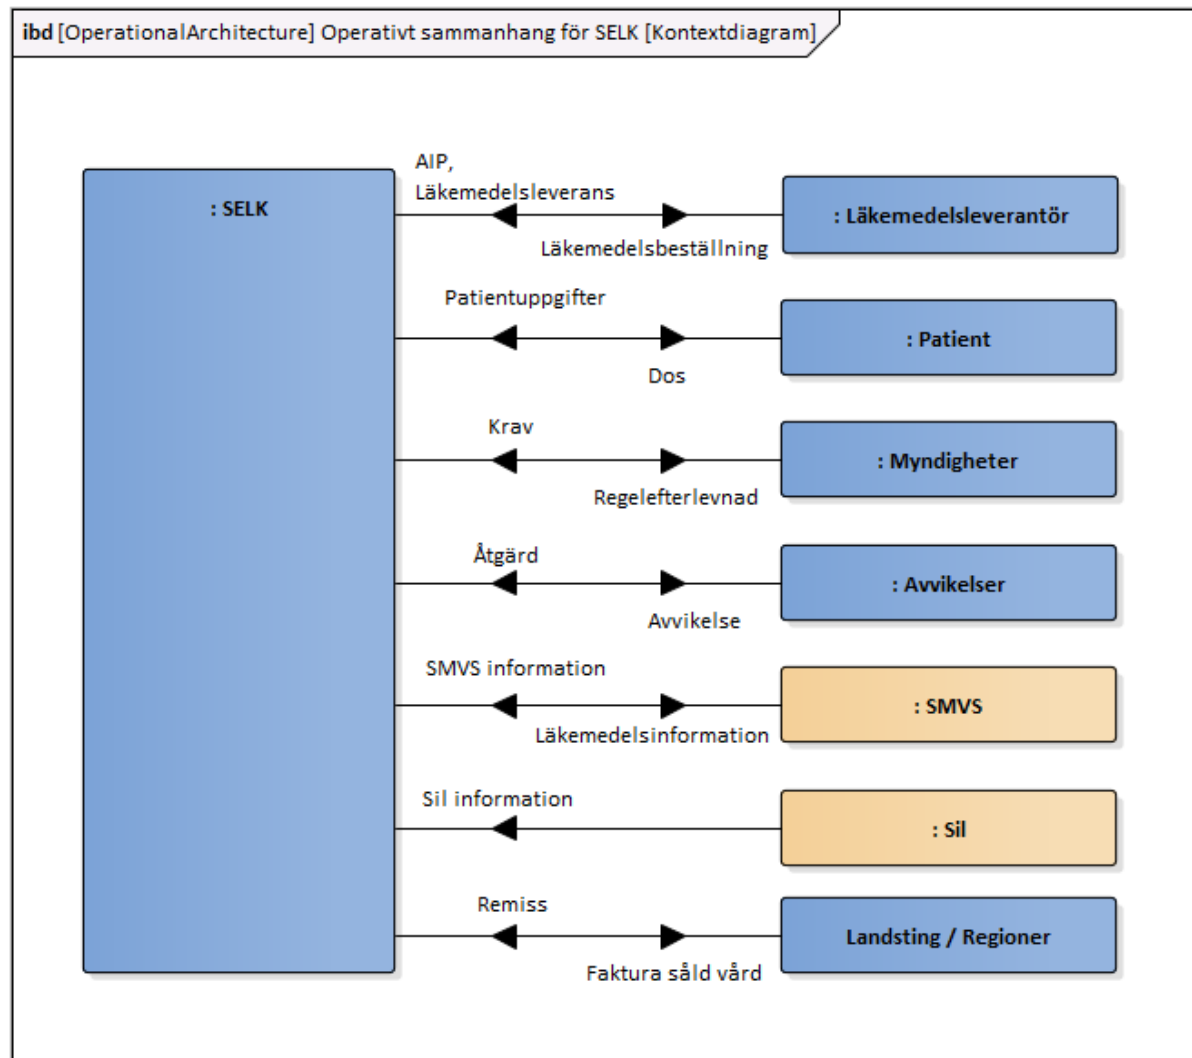 ibd [OperationalArchitecture] Operativt sammanhang för SELK [Kontextdiagram]
: SELK
AIP,
Läkemedelsleverans
Läkemedelsbeställning
: Läkemedelsleverantör
Patientuppgifter
Dos
: Patient
Krav
Regelefterlevnad
: Myndigheter
Åtgärd
Avvikelse
: Avvikelser
SMVS information
Läkemedelsinformation
: SMVS
Sil information
: Sil
Remiss
Faktura såld vård
Landsting / Regioner